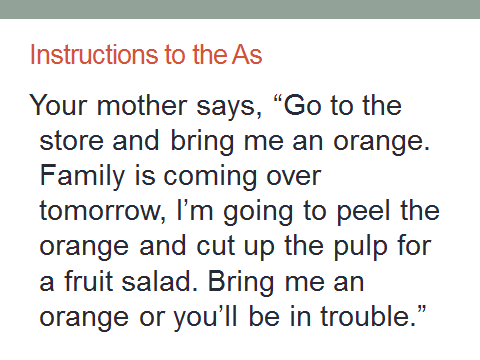 Instructions to the As
Your mother says, “Go to the
store and bring me an orange.
Family is coming over
tomorrow, I’m going to peel the
orange and cut up the pulp for
a fruit salad. Bring me an
orange or you’ll be in trouble.”